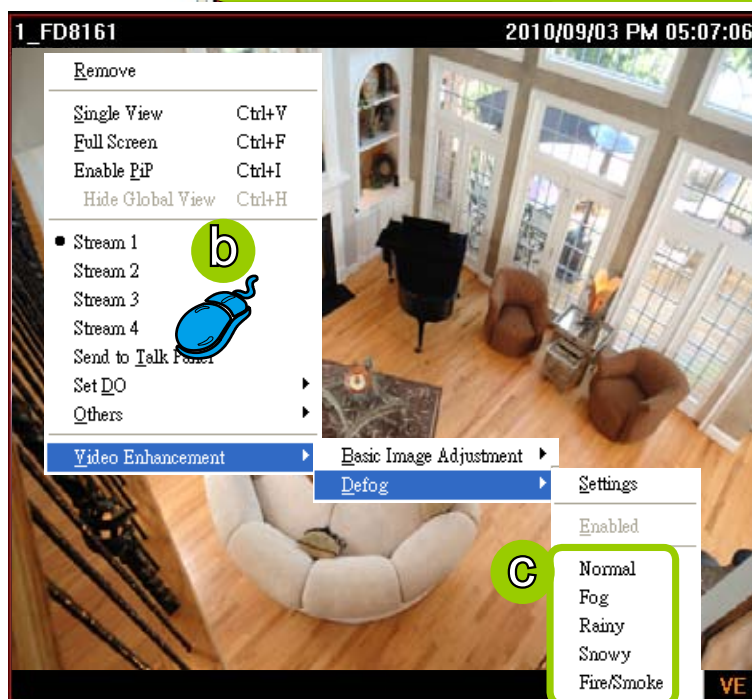 1_FD8161 2010/09/03 PM 05:07:06
Remove
Single View Ctrl+V
Full Screen Ctrl+F
Enable PiP Ctrl+I
Hide Global View Ctrl+H
Stream 1
b
Stream 2
Stream 3
Stream 4
Send to Talk Panel
Set DO
Others
Video Enhancement
Basic Image Adjustment
Defog
Settings
Enabled
c
Normal
Fog
Rainy
Snowy
Fire/Smoke
VE